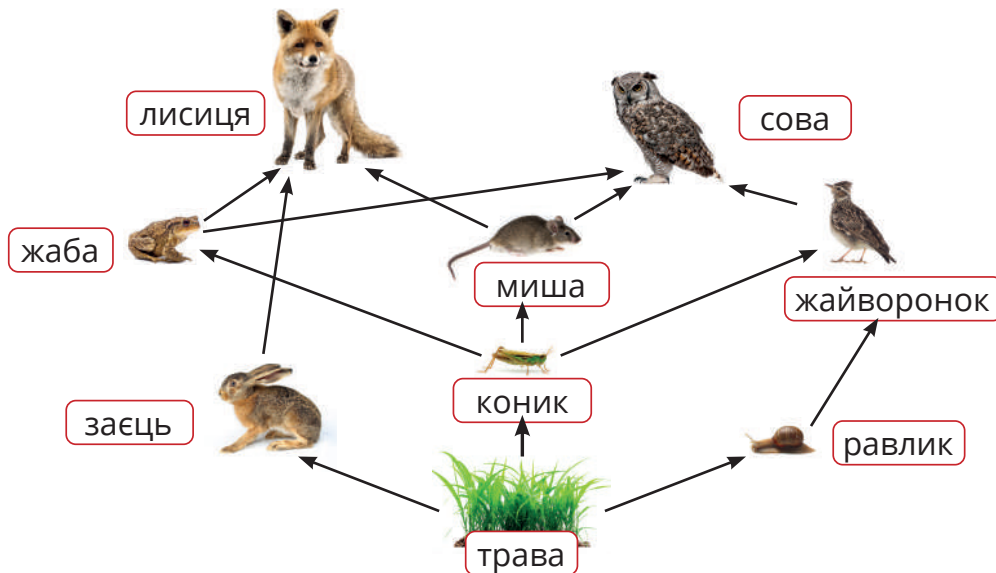 лисиця
сова
жаба
миша
жайворонок
заєць
коник
равлик
трава